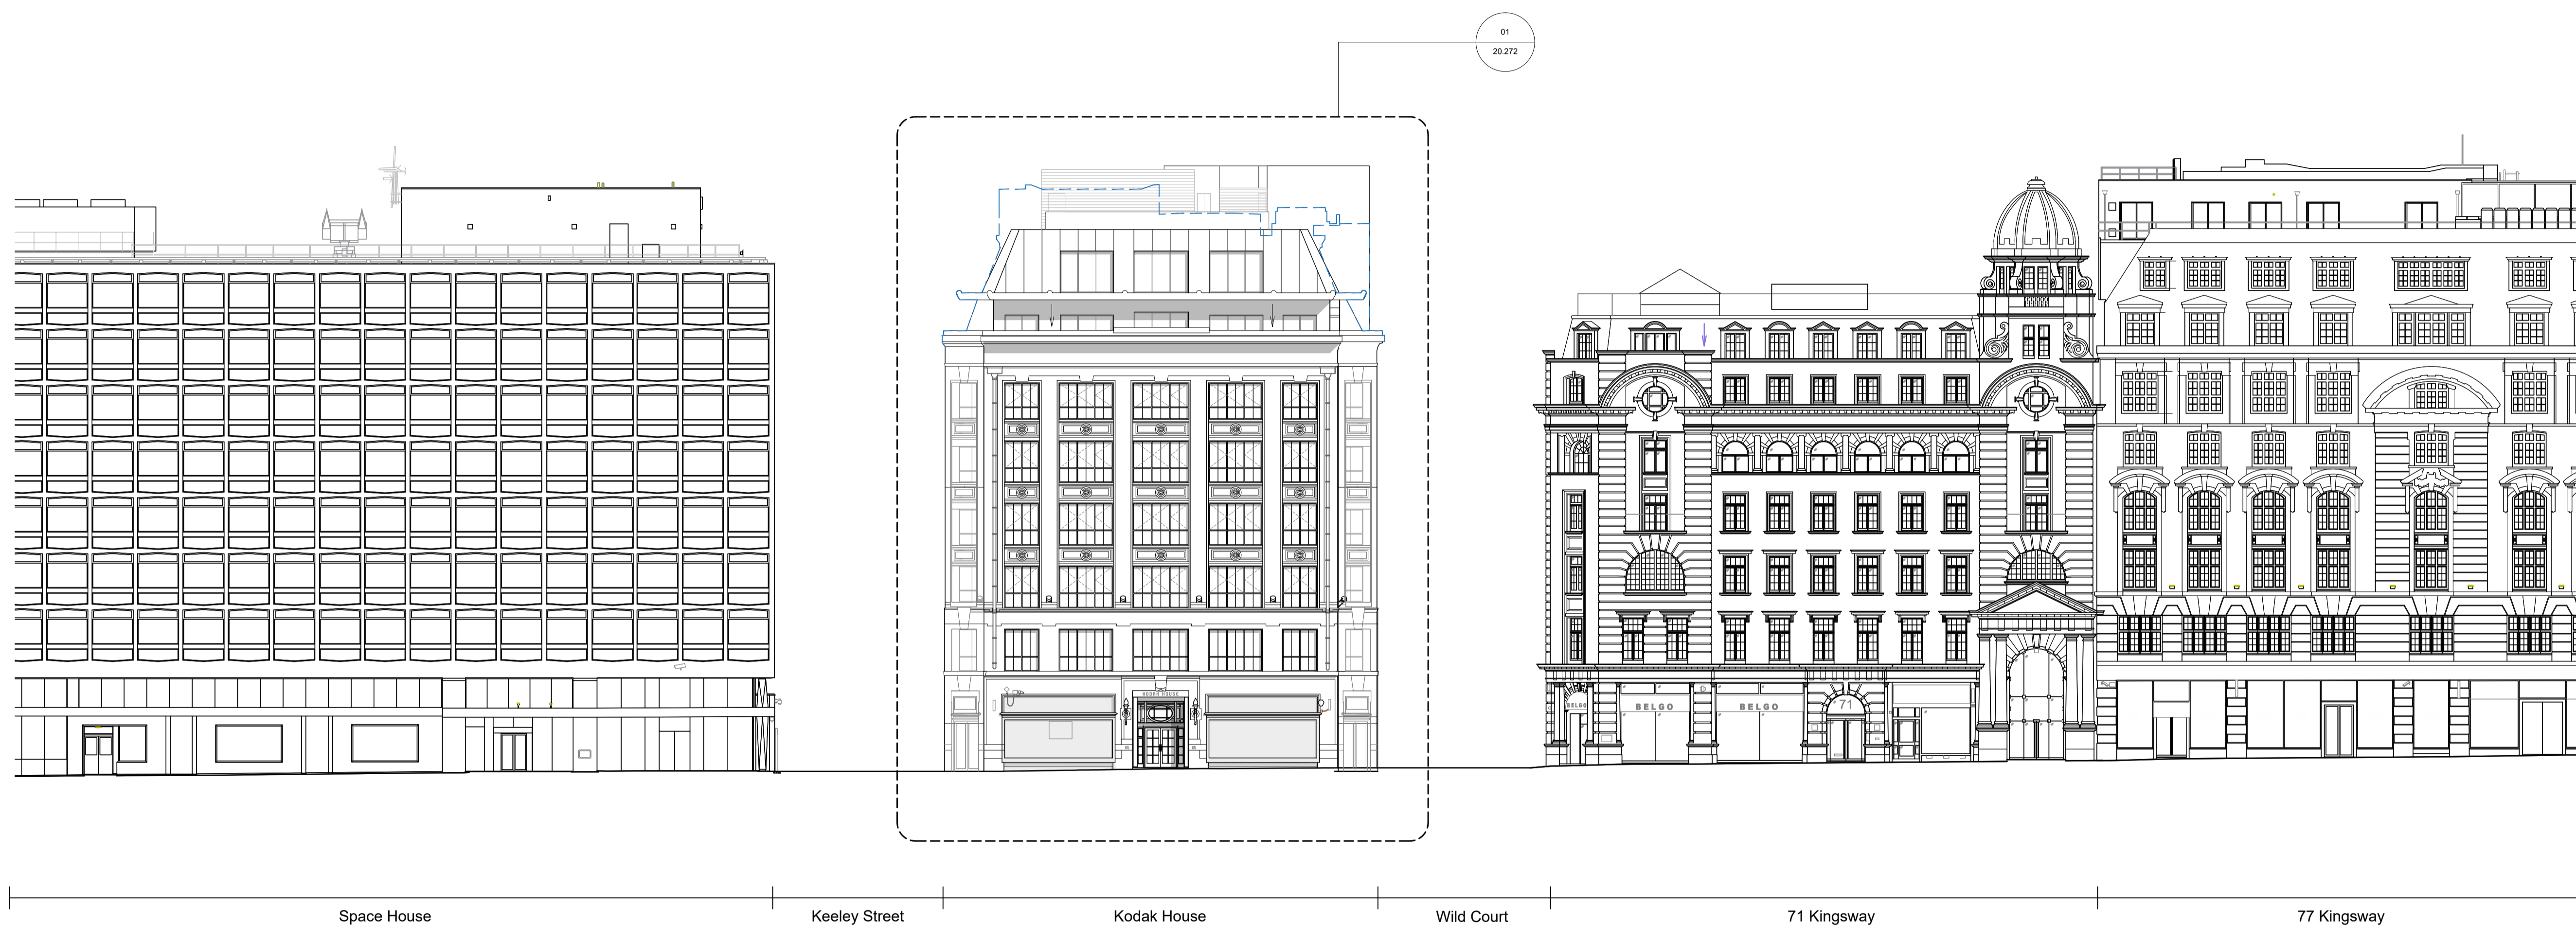 01
20.272
KODAK HOUSE
BELGO
BELGO
BELGO
71
Space House
Keeley Street
Kodak House
Wild Court
71 Kingsway
77 Kingsway